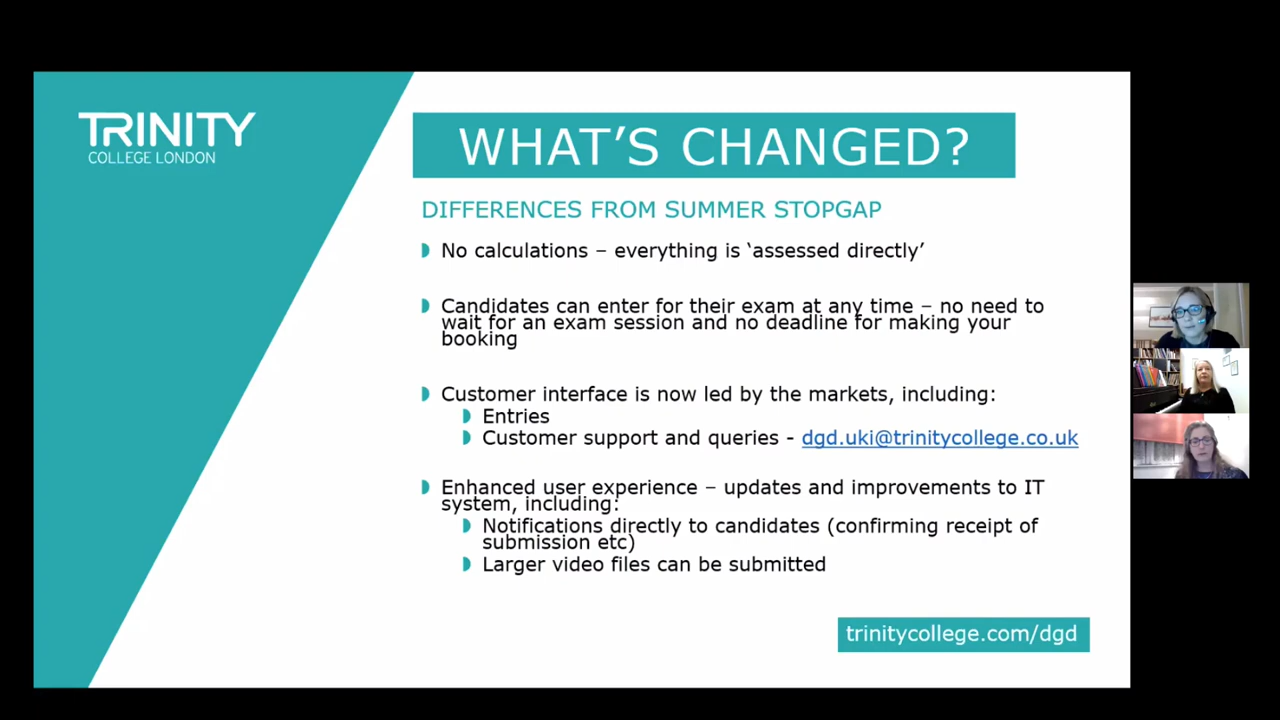 TRINITY
COLLEGE LONDON
WHAT’S CHANGED?
DIFFERENCES FROM SUMMER STOPGAP
No calculations – everything is ‘assessed directly’
Candidates can enter for their exam at any time – no need to
wait for an exam session and no deadline for making your
booking
Customer interface is now led by the markets, including:
Entries
Customer support and queries - dgd.uki@trinitycollege.co.uk
Enhanced user experience – updates and improvements to IT
system, including:
Notifications directly to candidates (confirming receipt of
submission etc)
Larger video files can be submitted
trinitycollege.com/dgd